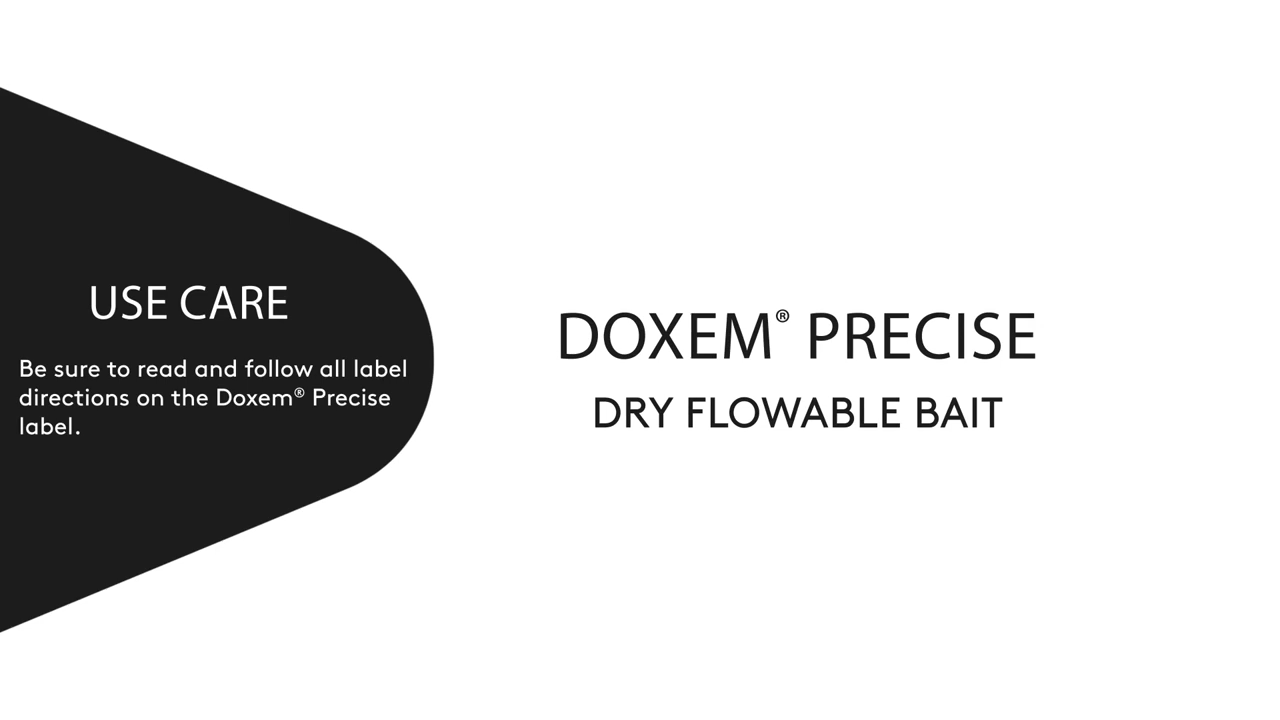 USE CARE
Be sure to read and follow all label
directions on the Doxem® Precise
label.
DOXEM® PRECISE
DRY FLOWABLE BAIT